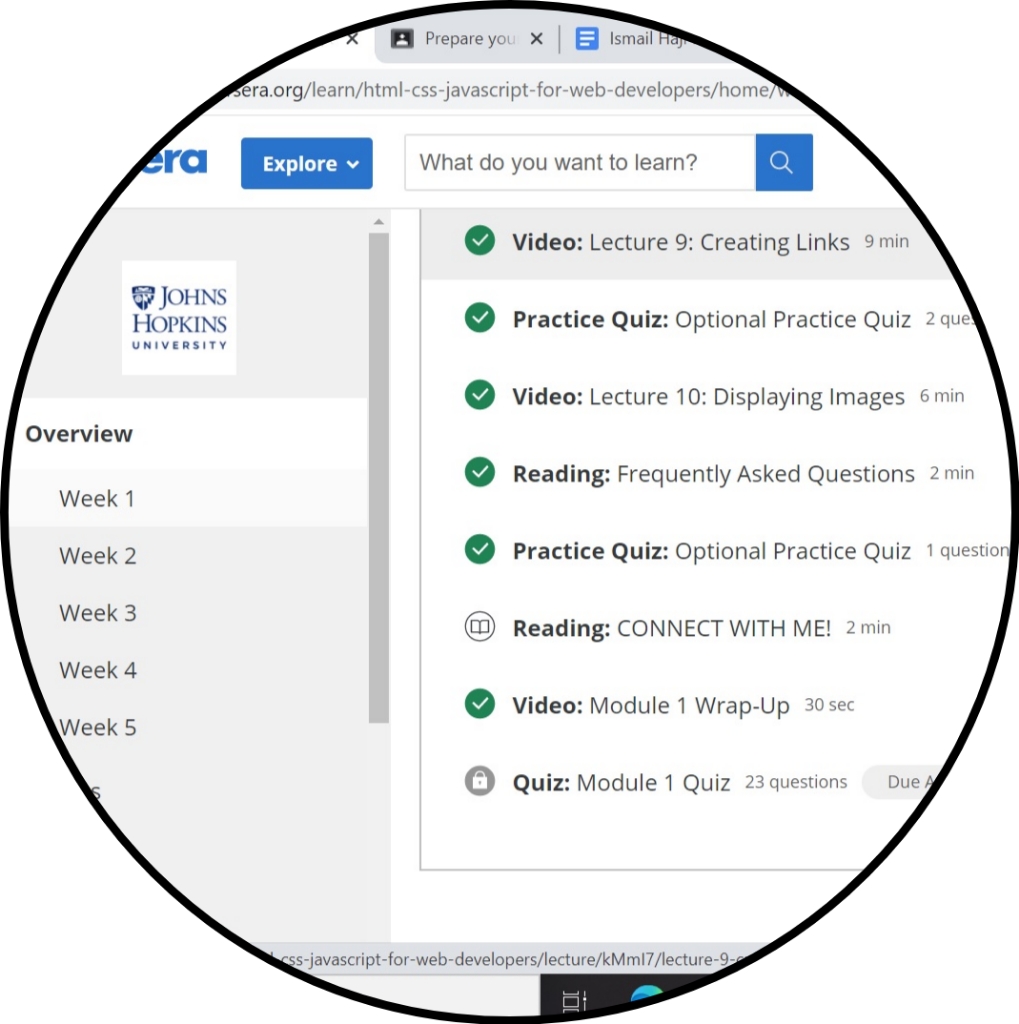 Prepare you
Ismail Haj
sera.org/learn/html-css-javascript-for-web-developers/home/w
era
Explore
What do you want to learn?
JOHNS
HOPKINS
UNIVERSITY
Overview
Week 1
Week 2
Week 3
Week 4
Week 5
s
Video: Lecture 9: Creating Links 9 min
Practice Quiz: Optional Practice Quiz 2 ques
Video: Lecture 10: Displaying Images 6 min
Reading: Frequently Asked Questions 2 min
Practice Quiz: Optional Practice Quiz 1 question
Reading: CONNECT WITH ME! 2 min
Video: Module 1 Wrap-Up 30 sec
Quiz: Module 1 Quiz 23 questions Due A
-css-javascript-for-web-developers/lecture/kMmI7/lecture-9-c